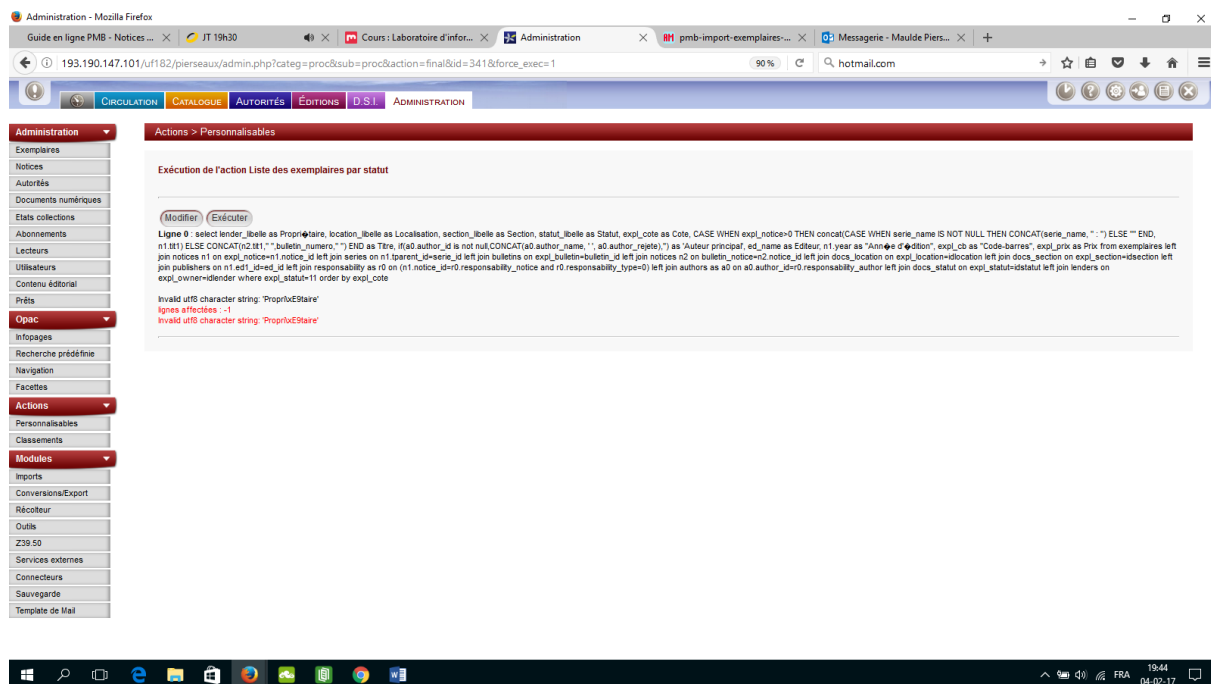 Administration - Mozilla Firefox
Guide en ligne PMB - Notices ...
JT 19h30
Cours : Laboratoire d'infor...
Administration
pmb-import-exemplaires-...
Messagerie - Maulde Piers...
193.190.147.101/uf182/pierseaux/admin.php?categ=proc&sub=proc&action=final&id=341&force_exec=1
90 %
hotmail.com
CIRCULATION
CATALOGUE
AUTORITÉS
ÉDITIONS
D.S.I.
ADMINISTRATION
Administration
Exemplaires
Notices
Autorités
Documents numériques
Etats collections
Abonnements
Lecteurs
Utilisateurs
Contenu éditorial
Prêts
Opac
Infopages
Recherche prédéfinie
Navigation
Facettes
Actions
Personnalisables
Classements
Modules
Imports
Conversions/Export
Récolteur
Outils
Z39.50
Services externes
Connecteurs
Sauvegarde
Template de Mail
Actions > Personnalisables
Exécution de l'action Liste des exemplaires par statut
Modifier
Exécuter
Ligne 0 : select lender_libelle as Propri�taire, location_libelle as Localisation, section_libelle as Section, statut_libelle as Statut, expl_cote as Cote, CASE WHEN expl_notice>0 THEN concat(CASE WHEN serie_name IS NOT NULL THEN CONCAT(serie_name, " : ") ELSE "" END,
n1.tit1) ELSE CONCAT(n2.tit1," ",bulletin_numero," ") END as Titre, if(a0.author_id is not null,CONCAT(a0.author_name, ' ', a0.author_rejete),'') as 'Auteur principal', ed_name as Editeur, n1.year as "Ann�e d'�dition", expl_cb as "Code-barres", expl_prix as Prix from exemplaires left
join notices n1 on expl_notice=n1.notice_id left join series on n1.tparent_id=serie_id left join bulletins on expl_bulletin=bulletin_id left join notices n2 on bulletin_notice=n2.notice_id left join docs_location on expl_location=idlocation left join docs_section on expl_section=idsection left
join publishers on n1.ed1_id=ed_id left join responsability as r0 on (n1.notice_id=r0.responsability_notice and r0.responsability_type=0) left join authors as a0 on a0.author_id=r0.responsability_author left join docs_statut on expl_statut=idstatut left join lenders on
expl_owner=idlender where expl_statut=11 order by expl_cote
Invalid utf8 character string: 'Propri\xE9taire'
lignes affectées : -1
Invalid utf8 character string: 'Propri\xE9taire'
FRA
19:44
04-02-17